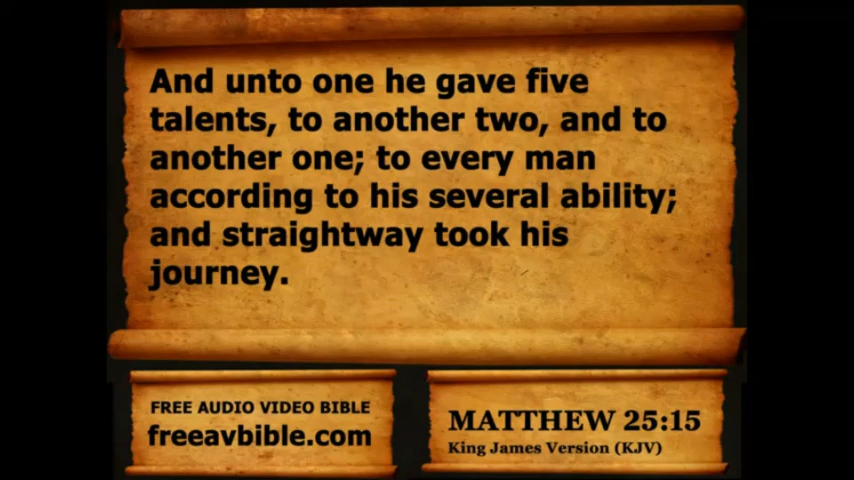 And unto one he gave five
talents, to another two, and to
another one; to every man
according to his several ability;
and straightway took his
journey.
FREE AUDIO VIDEO BIBLE
freeavbible.com
MATTHEW 25:15
King James Version (KJV)